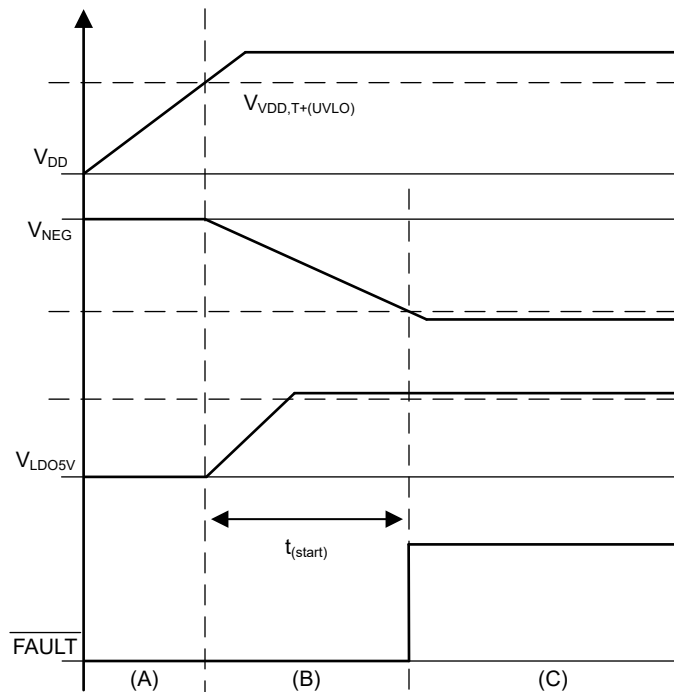 V_VDD,T+(UVLO)
V_DD
V_NEG
V_LDO5V
t_(start)
FAULT
(A) (B) (C)